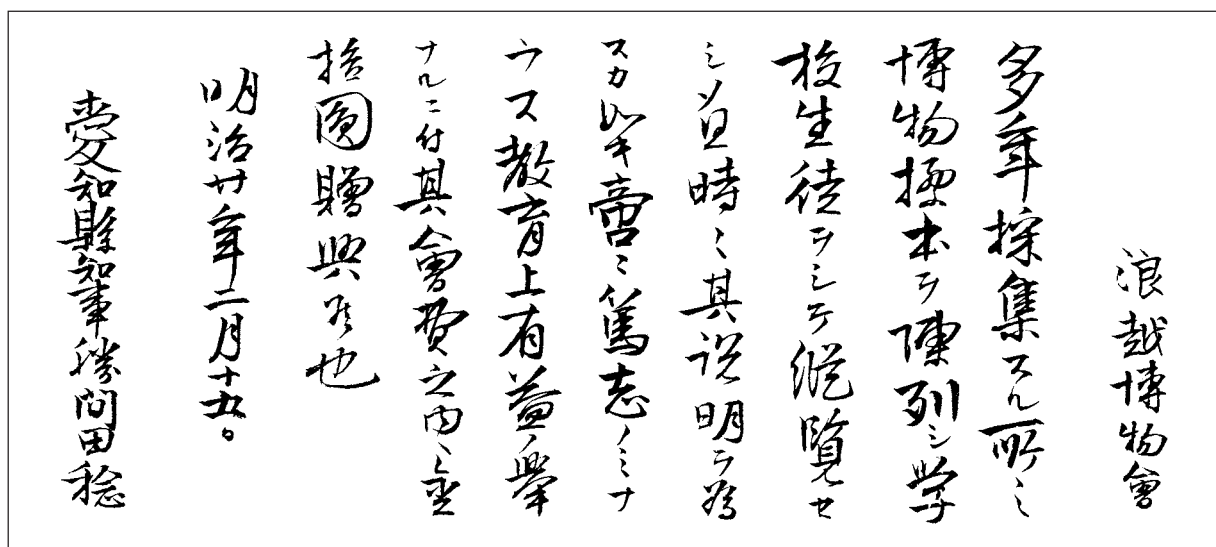 浪越博物會
多年採集スル所ノ
博物標本ヲ陳列シ学
校生徒ヲシテ縦覧セ
シメ且時々其説明ヲ為
ス力如キ啻ニ篤志ノミナ
ラス教育上有益ノ舉
ナルニ付其會費之内ヘ金
拾圓贈與候也
明治廿年二月十五日
愛知縣知事勝間田稔